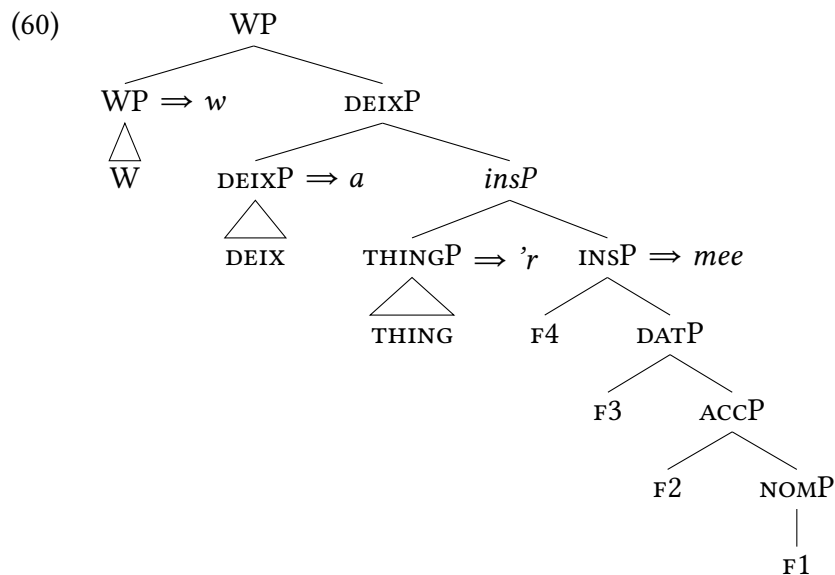 (60) WP
WP ⇒ w DEIXP
W DEIXP ⇒ a insP
DEIX THINGP ⇒ ’r INSP ⇒ mee
THING F4 DATP
F3 ACCP
F2 NOMP
F1